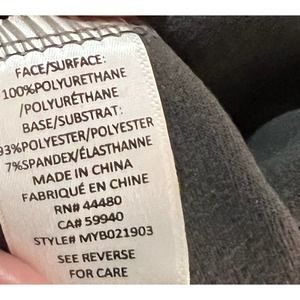 FACE/SURFACE:
100%POLYURETHANE
/POLYURÉTHANE
BASE/SUBSTRAT:
93%POLYESTER/POLYESTER
7%SPANDEX/ÉLASTHANNE
MADE IN CHINA
FABRIQUÉ EN CHINE
RN# 44480
CA# 59940
STYLE# MYB021903
SEE REVERSE
FOR CARE